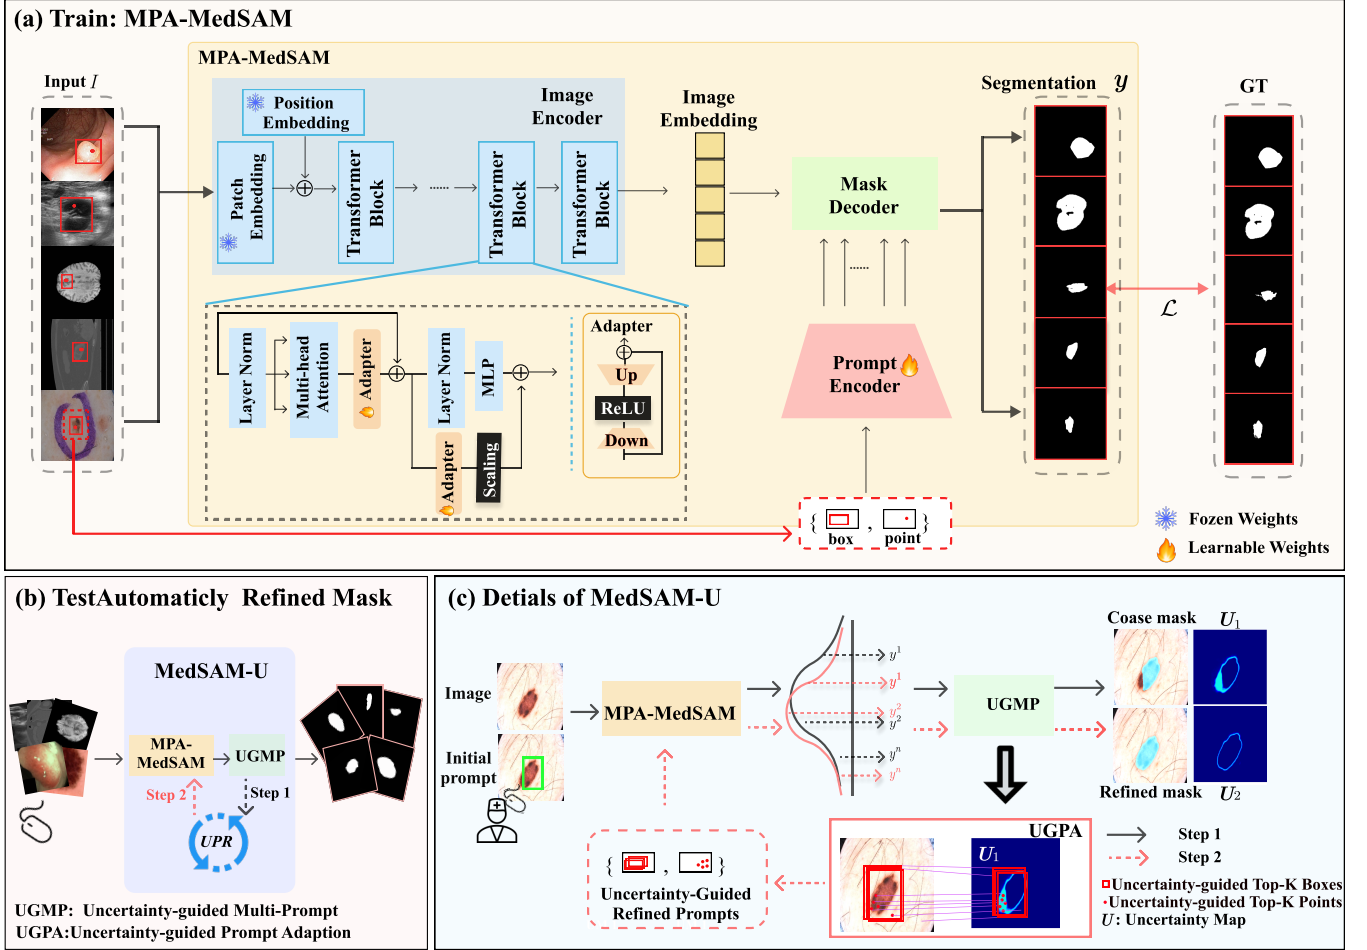 (a) Train: MPA-MedSAM
MPA-MedSAM
Input I
Position
Embedding
Image
Encoder
Patch
Embedding
Transformer
Block
......
Transformer
Block
Transformer
Block
Image
Embedding
Mask
Decoder
......
Prompt
Encoder
Segmentation y
GT
ℒ
Layer Norm
Multi-head
Attention
Adapter
Layer Norm
MLP
Adapter
Scaling
Adapter
Up
ReLU
Down
{ , }
box point
Fozen Weights
Learnable Weights
(b) TestAutomaticly Refined Mask
MedSAM-U
MPA-
MedSAM
UGMP
Step 2
Step 1
UPR
UGMP: Uncertainty-guided Multi-Prompt
UGPA:Uncertainty-guided Prompt Adaption
(c) Detials of MedSAM-U
Image
Initial
prompt
MPA-MedSAM
y¹
y¹
y²
y²
yⁿ
yⁿ
UGMP
Coase mask U₁
Refined mask U₂
UGPA
U₁
{ , }
Uncertainty-Guided
Refined Prompts
Step 1
Step 2
Uncertainty-guided Top-K Boxes
Uncertainty-guided Top-K Points
U: Uncertainty Map